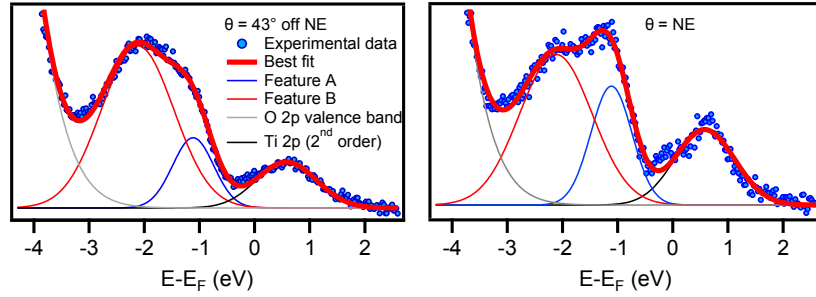 θ = 43° off NE
Experimental data
Best fit
Feature A
Feature B
O 2p valence band
Ti 2p (2nd order)
-4 -3 -2 -1 0 1 2
E-EF (eV)
θ = NE
-4 -3 -2 -1 0 1 2
E-EF (eV)